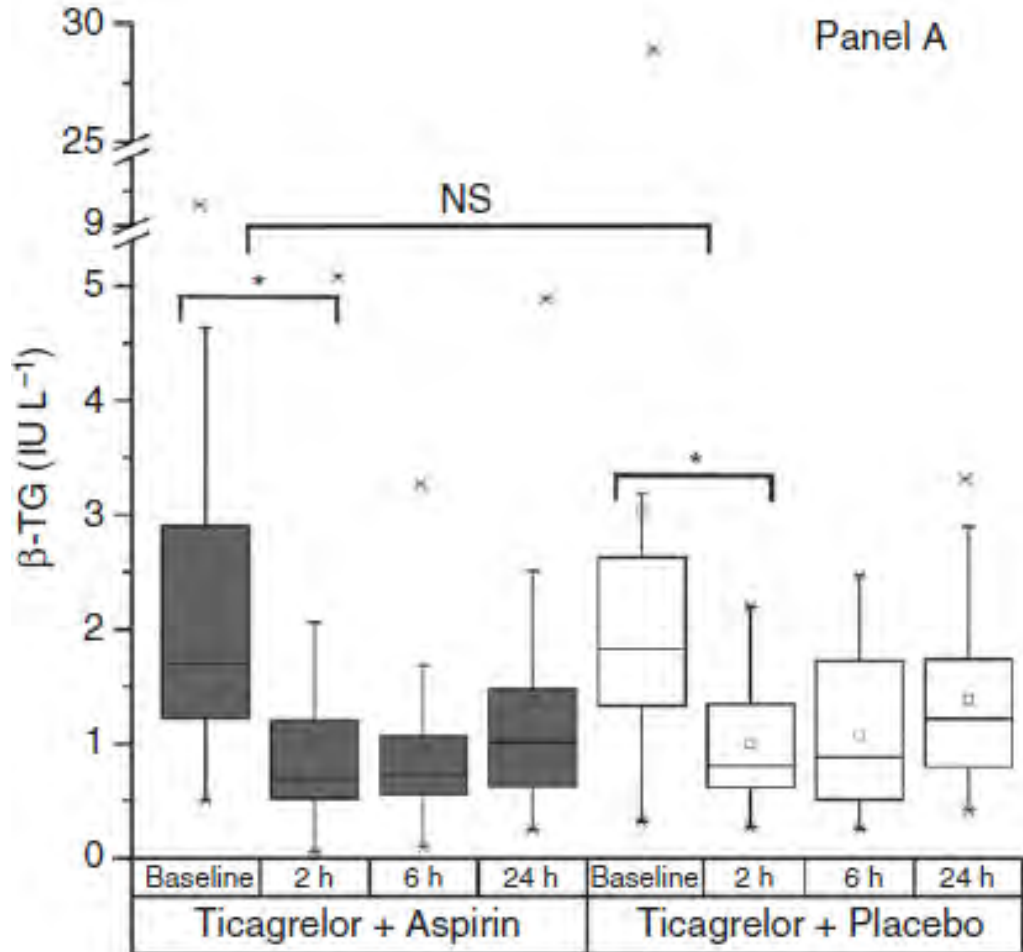 Panel A
30
25
9
5
4
3
2
1
0
β-TG (IU L⁻¹)
NS
*
*
Baseline 2 h 6 h 24 h Baseline 2 h 6 h 24 h
Ticagrelor + Aspirin Ticagrelor + Placebo